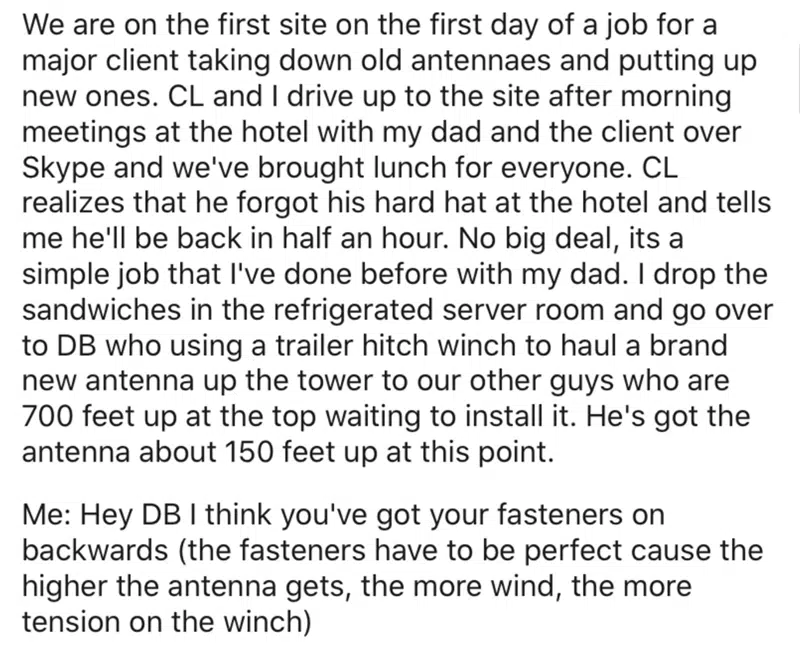 We are on the first site on the first day of a job for a
major client taking down old antennaes and putting up
new ones. CL and I drive up to the site after morning
meetings at the hotel with my dad and the client over
Skype and we've brought lunch for everyone. CL
realizes that he forgot his hard hat at the hotel and tells
me he'll be back in half an hour. No big deal, its a
simple job that I've done before with my dad. I drop the
sandwiches in the refrigerated server room and go over
to DB who using a trailer hitch winch to haul a brand
new antenna up the tower to our other guys who are
700 feet up at the top waiting to install it. He's got the
antenna about 150 feet up at this point.
Me: Hey DB I think you've got your fasteners on
backwards (the fasteners have to be perfect cause the
higher the antenna gets, the more wind, the more
tension on the winch)